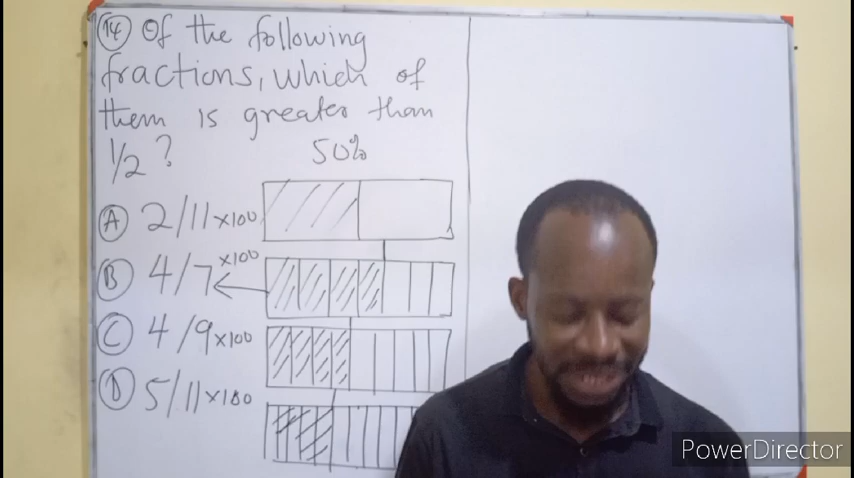 14 Of the following
fractions, which of
them is greater than
1/2 ? 50%
A 2/11 ×100
B 4/7 ×100
C 4/9 ×100
D 5/11 ×100
PowerDirector